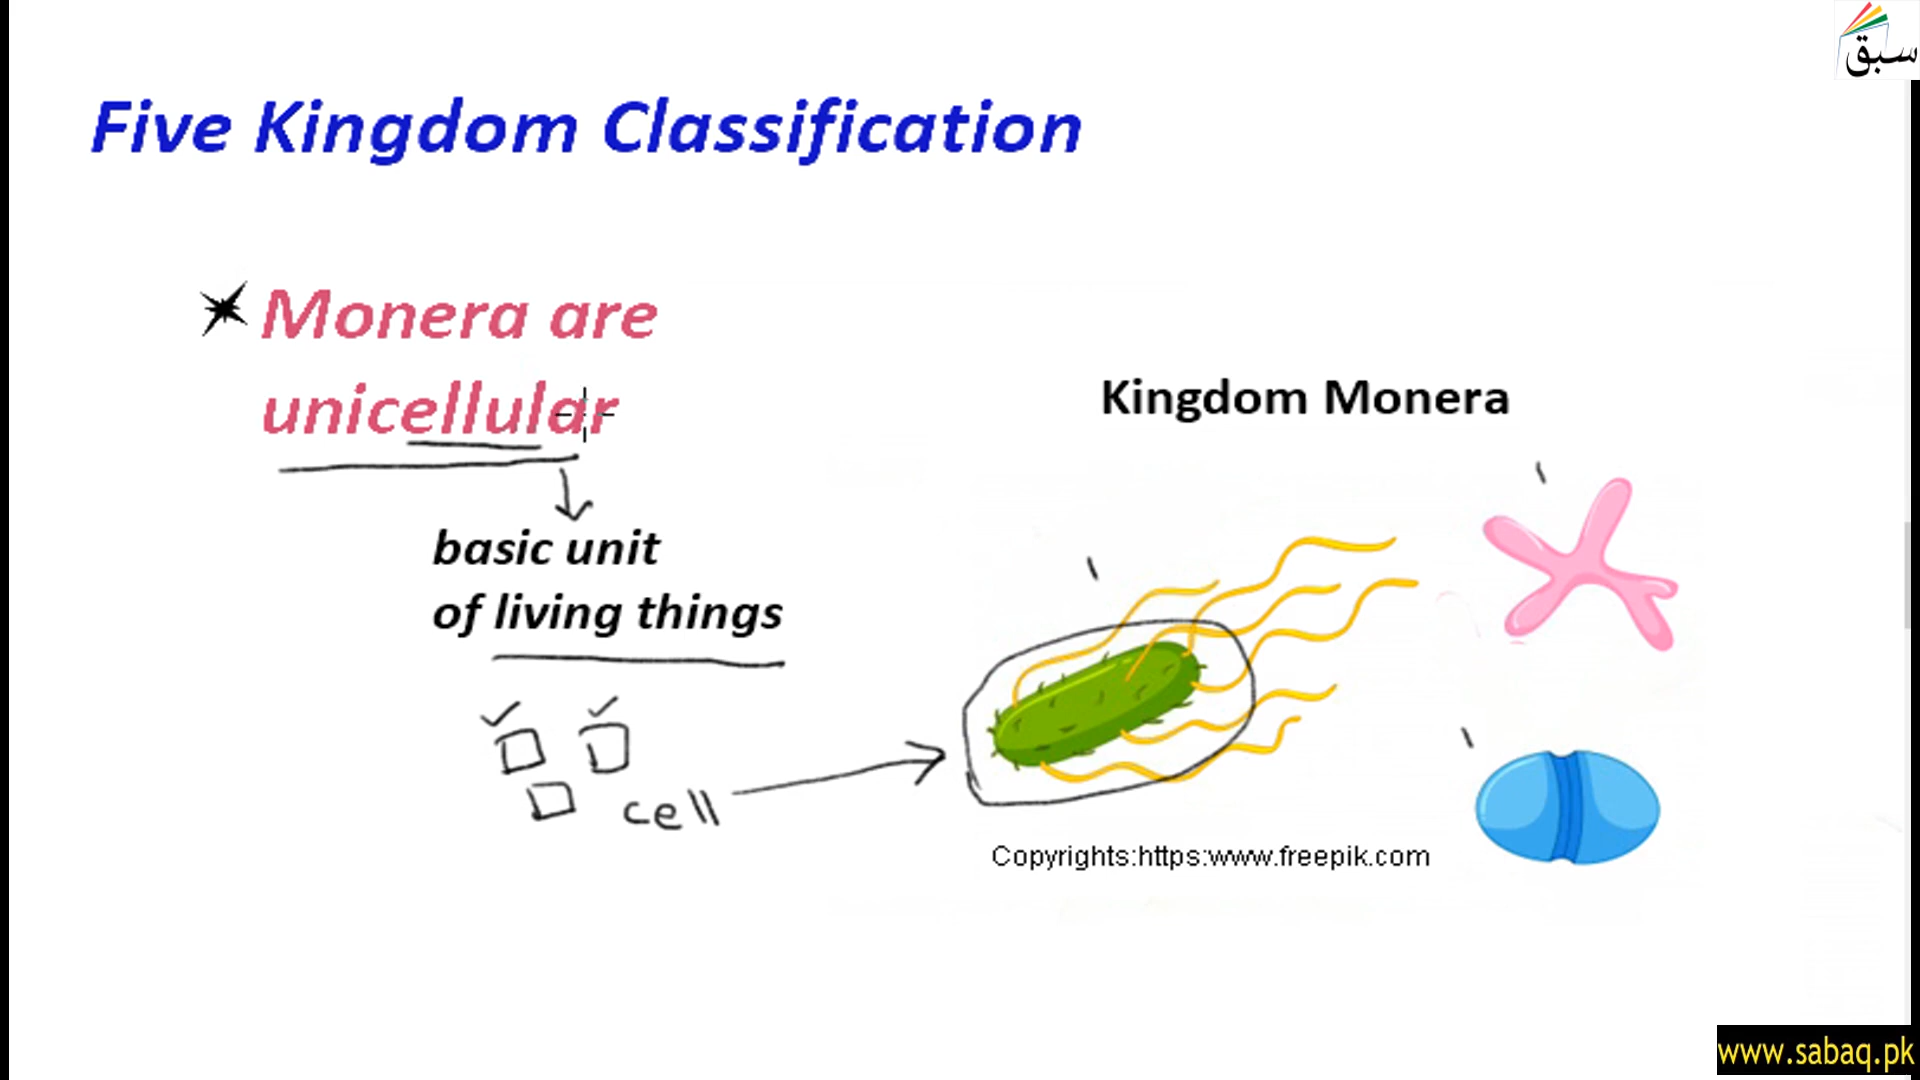 سبق
Five Kingdom Classification
Monera are
unicellular
basic unit
of living things
cell
Kingdom Monera
Copyrights:https:www.freepik.com
www.sabaq.pk